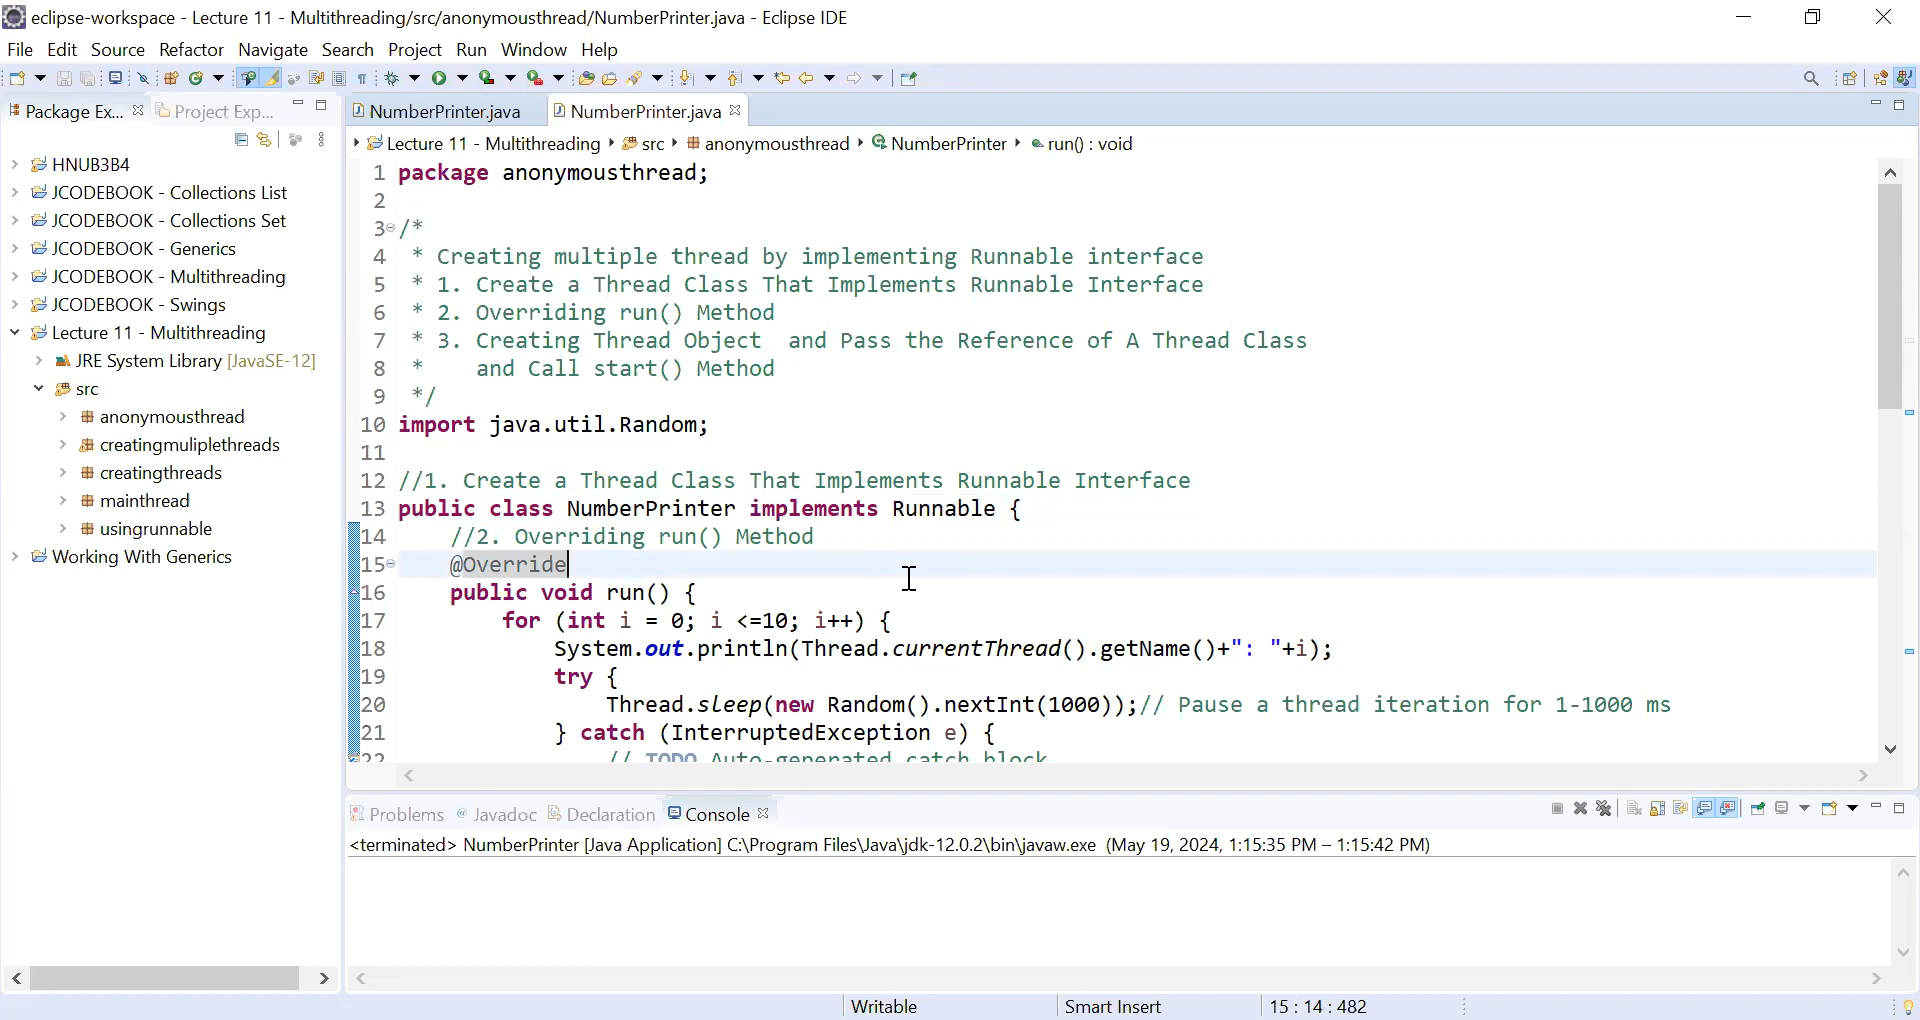 eclipse-workspace - Lecture 11 - Multithreading/src/anonymousthread/NumberPrinter.java - Eclipse IDE
File Edit Source Refactor Navigate Search Project Run Window Help
Package Ex... Project Exp...
HNUB3B4
JCODEBOOK - Collections List
JCODEBOOK - Collections Set
JCODEBOOK - Generics
JCODEBOOK - Multithreading
JCODEBOOK - Swings
Lecture 11 - Multithreading
JRE System Library [JavaSE-12]
src
anonymousthread
creatingmuliplethreads
creatingthreads
mainthread
usingrunnable
Working With Generics
NumberPrinter.java NumberPrinter.java
Lecture 11 - Multithreading src anonymousthread NumberPrinter run() : void
1 package anonymousthread;
2
3 /*
4 * Creating multiple thread by implementing Runnable interface
5 * 1. Create a Thread Class That Implements Runnable Interface
6 * 2. Overriding run() Method
7 * 3. Creating Thread Object  and Pass the Reference of A Thread Class
8 *    and Call start() Method
9 */
10 import java.util.Random;
11
12 //1. Create a Thread Class That Implements Runnable Interface
13 public class NumberPrinter implements Runnable {
14 //2. Overriding run() Method
15 @Override
16 public void run() {
17 for (int i = 0; i <=10; i++) {
18 System.out.println(Thread.currentThread().getName()+": "+i);
19 try {
20 Thread.sleep(new Random().nextInt(1000));// Pause a thread iteration for 1-1000 ms
21 } catch (InterruptedException e) {
22 // TODO Auto-generated catch block
Problems Javadoc Declaration Console
<terminated> NumberPrinter [Java Application] C:\Program Files\Java\jdk-12.0.2\bin\javaw.exe (May 19, 2024, 1:15:35 PM – 1:15:42 PM)
Writable Smart Insert 15 : 14 : 482